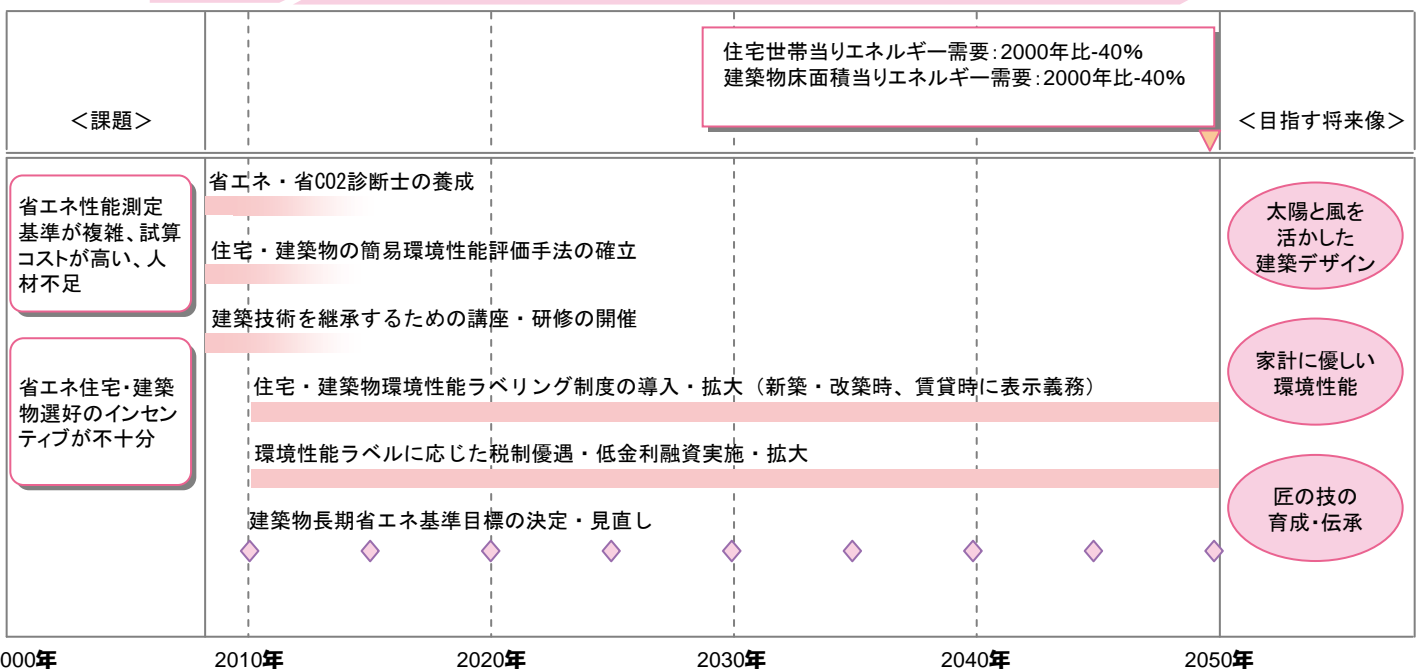 住宅世帯当りエネルギー需要:2000年比-40%
建築物床面積当りエネルギー需要:2000年比-40%
<課題>
<目指す将来像>
省エネ性能測定
基準が複雑、試算
コストが高い、人
材不足
省エネ住宅・建築
物選好のインセン
ティブが不十分
省エネ・省CO2診断士の養成
住宅・建築物の簡易環境性能評価手法の確立
建築技術を継承するための講座・研修の開催
住宅・建築物環境性能ラベリング制度の導入・拡大（新築・改築時、賃貸時に表示義務）
環境性能ラベルに応じた税制優遇・低金利融資実施・拡大
建築物長期省エネ基準目標の決定・見直し
太陽と風を
活かした
建築デザイン
家計に優しい
環境性能
匠の技の
育成・伝承
000年 2010年 2020年 2030年 2040年 2050年